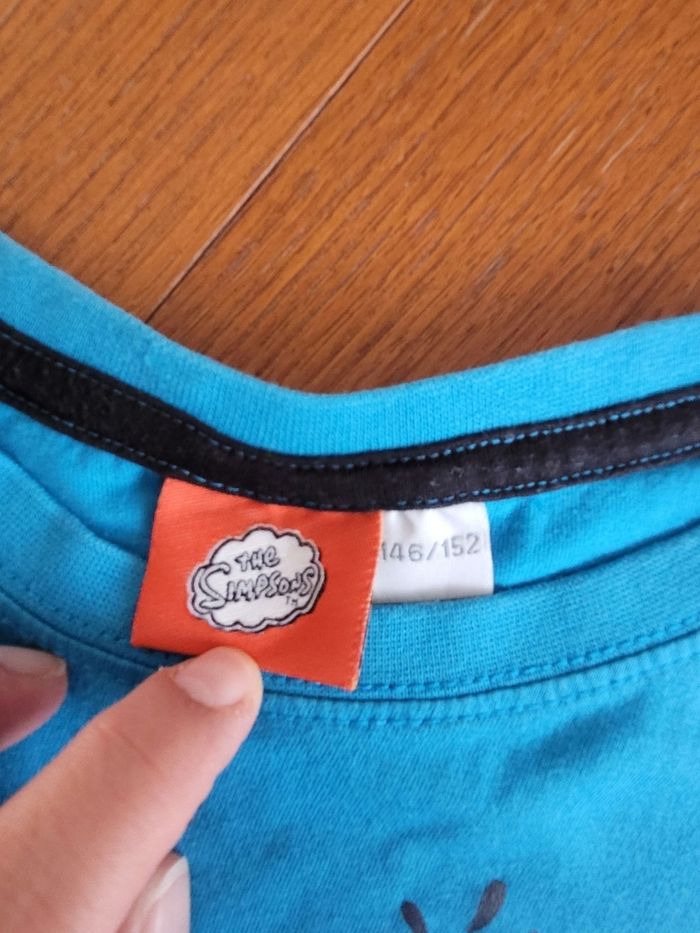 THE
SIMPSONS
TM
146/152